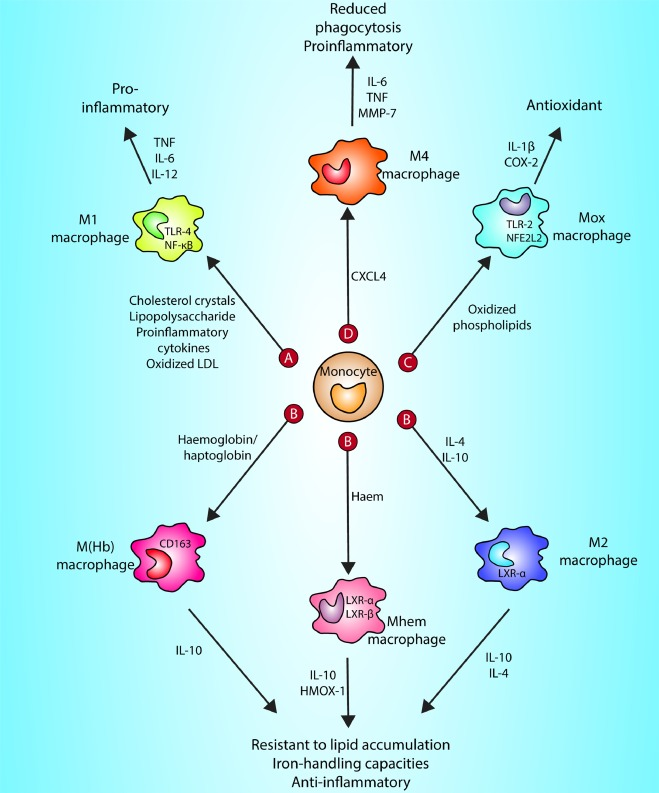 Reduced
phagocytosis
Proinflammatory
IL-6
TNF
MMP-7
M4
macrophage
CXCL4
D
Pro-
inflammatory
TNF
IL-6
IL-12
M1
macrophage
TLR-4
NF-κB
Cholesterol crystals
Lipopolysaccharide
Proinflammatory
cytokines
Oxidized LDL
A
Antioxidant
IL-1β
COX-2
Mox
macrophage
TLR-2
NFE2L2
Oxidized
phospholipids
C
Monocyte
B
Haemoglobin/
haptoglobin
M(Hb)
macrophage
CD163
IL-10
B
Haem
LXR-α
LXR-β
Mhem
macrophage
IL-10
HMOX-1
B
IL-4
IL-10
M2
macrophage
LXR-α
IL-10
IL-4
Resistant to lipid accumulation
Iron-handling capacities
Anti-inflammatory